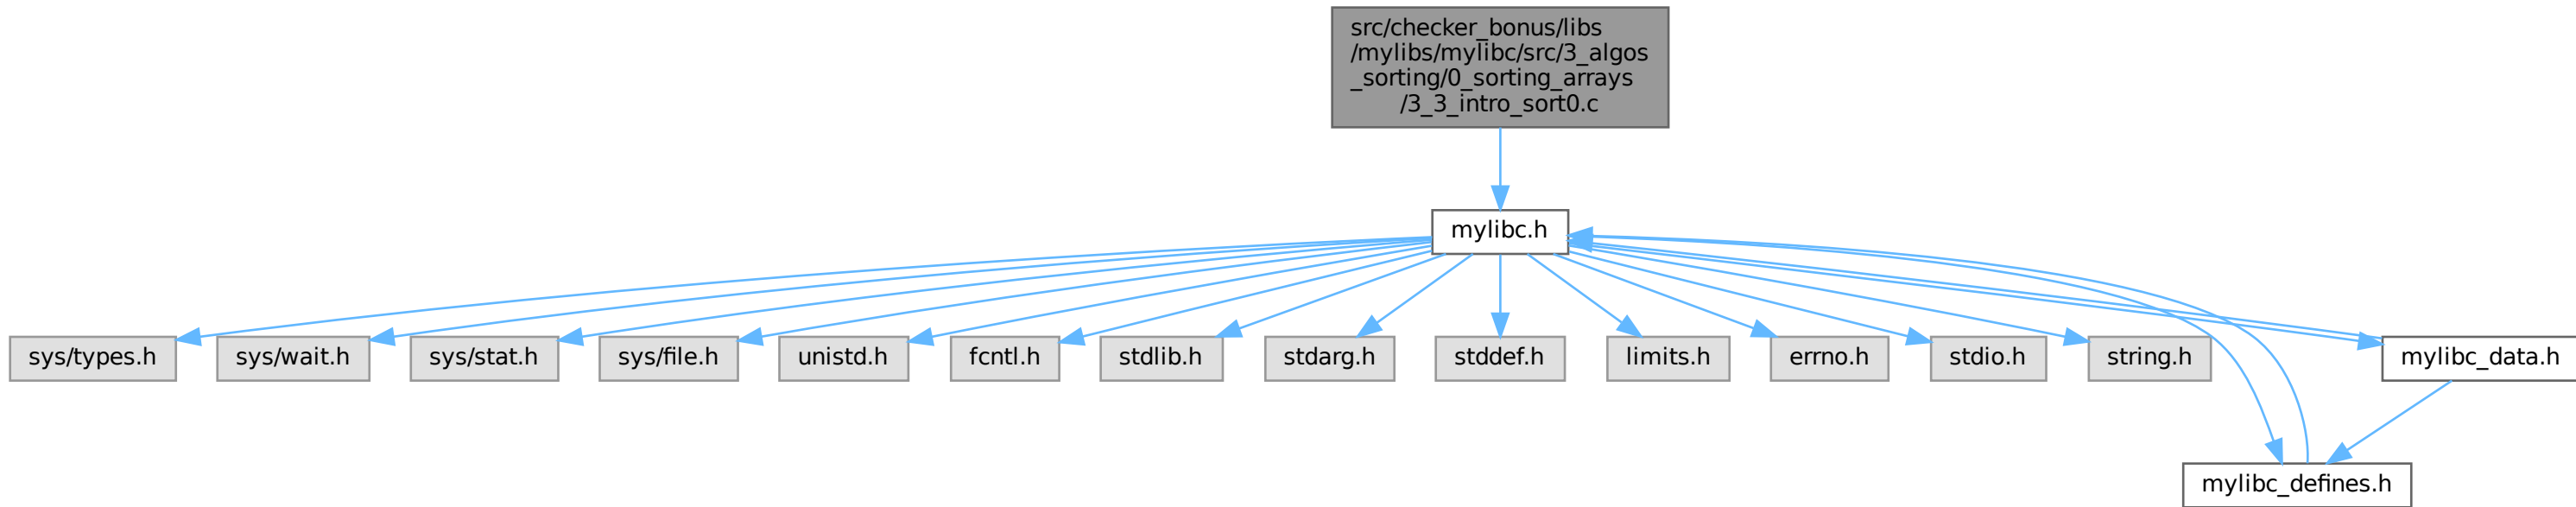 src/checker_bonus/libs
/mylibs/mylibc/src/3_algos
_sorting/0_sorting_arrays
/3_3_intro_sort0.c
mylibc.h
sys/types.h
sys/wait.h
sys/stat.h
sys/file.h
unistd.h
fcntl.h
stdlib.h
stdarg.h
stddef.h
limits.h
errno.h
stdio.h
string.h
mylibc_data.h
mylibc_defines.h